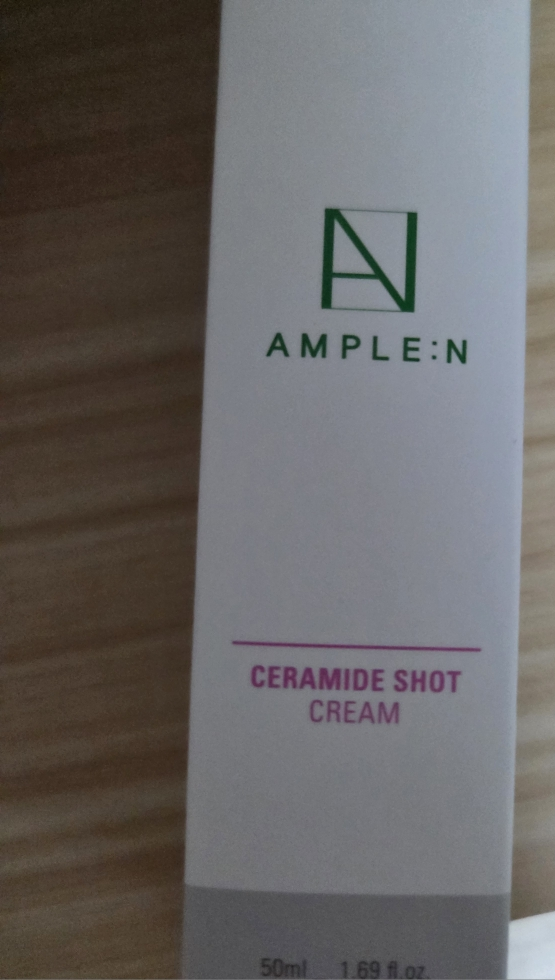 AMPLE:N
CERAMIDE SHOT
CREAM
50ml 1.69 fl.oz.